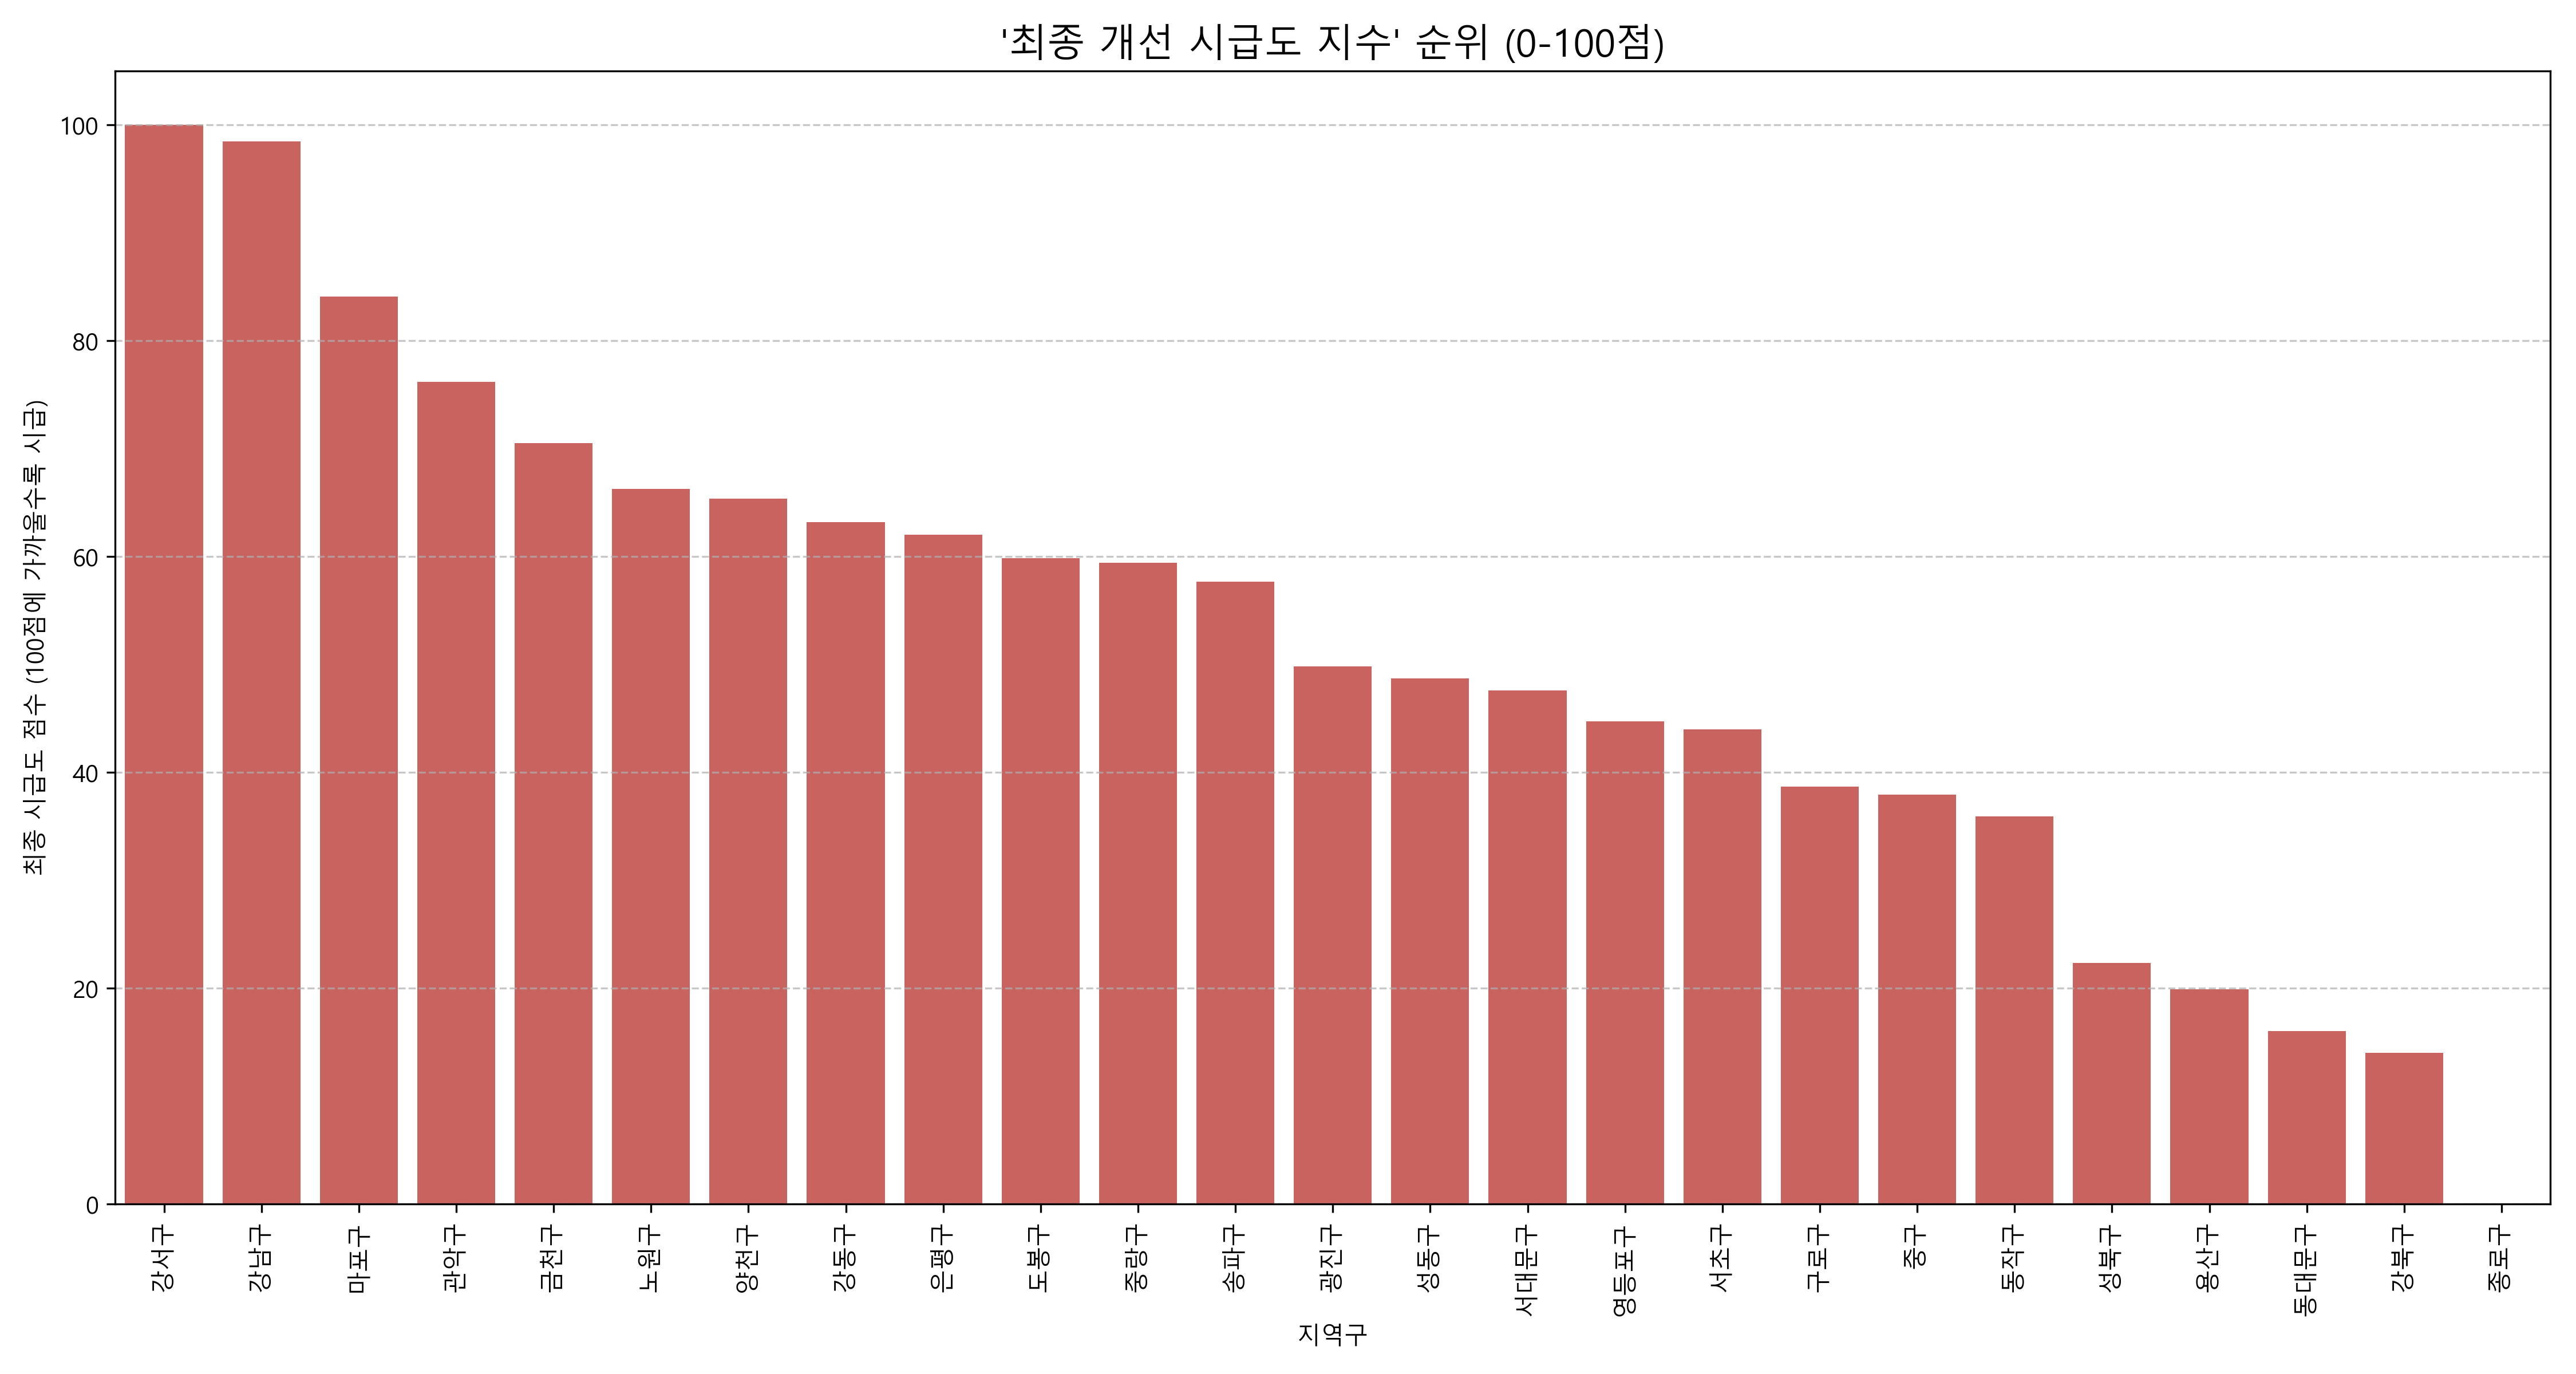 '최종 개선 시급도 지수' 순위 (0-100점)
최종 시급도 점수 (100점에 가까울수록 시급)
100
80
60
40
20
0
강서구
강남구
마포구
관악구
금천구
노원구
양천구
강동구
은평구
도봉구
중랑구
송파구
광진구
성동구
서대문구
영등포구
서초구
구로구
중구
동작구
성북구
용산구
동대문구
강북구
종로구
지역구